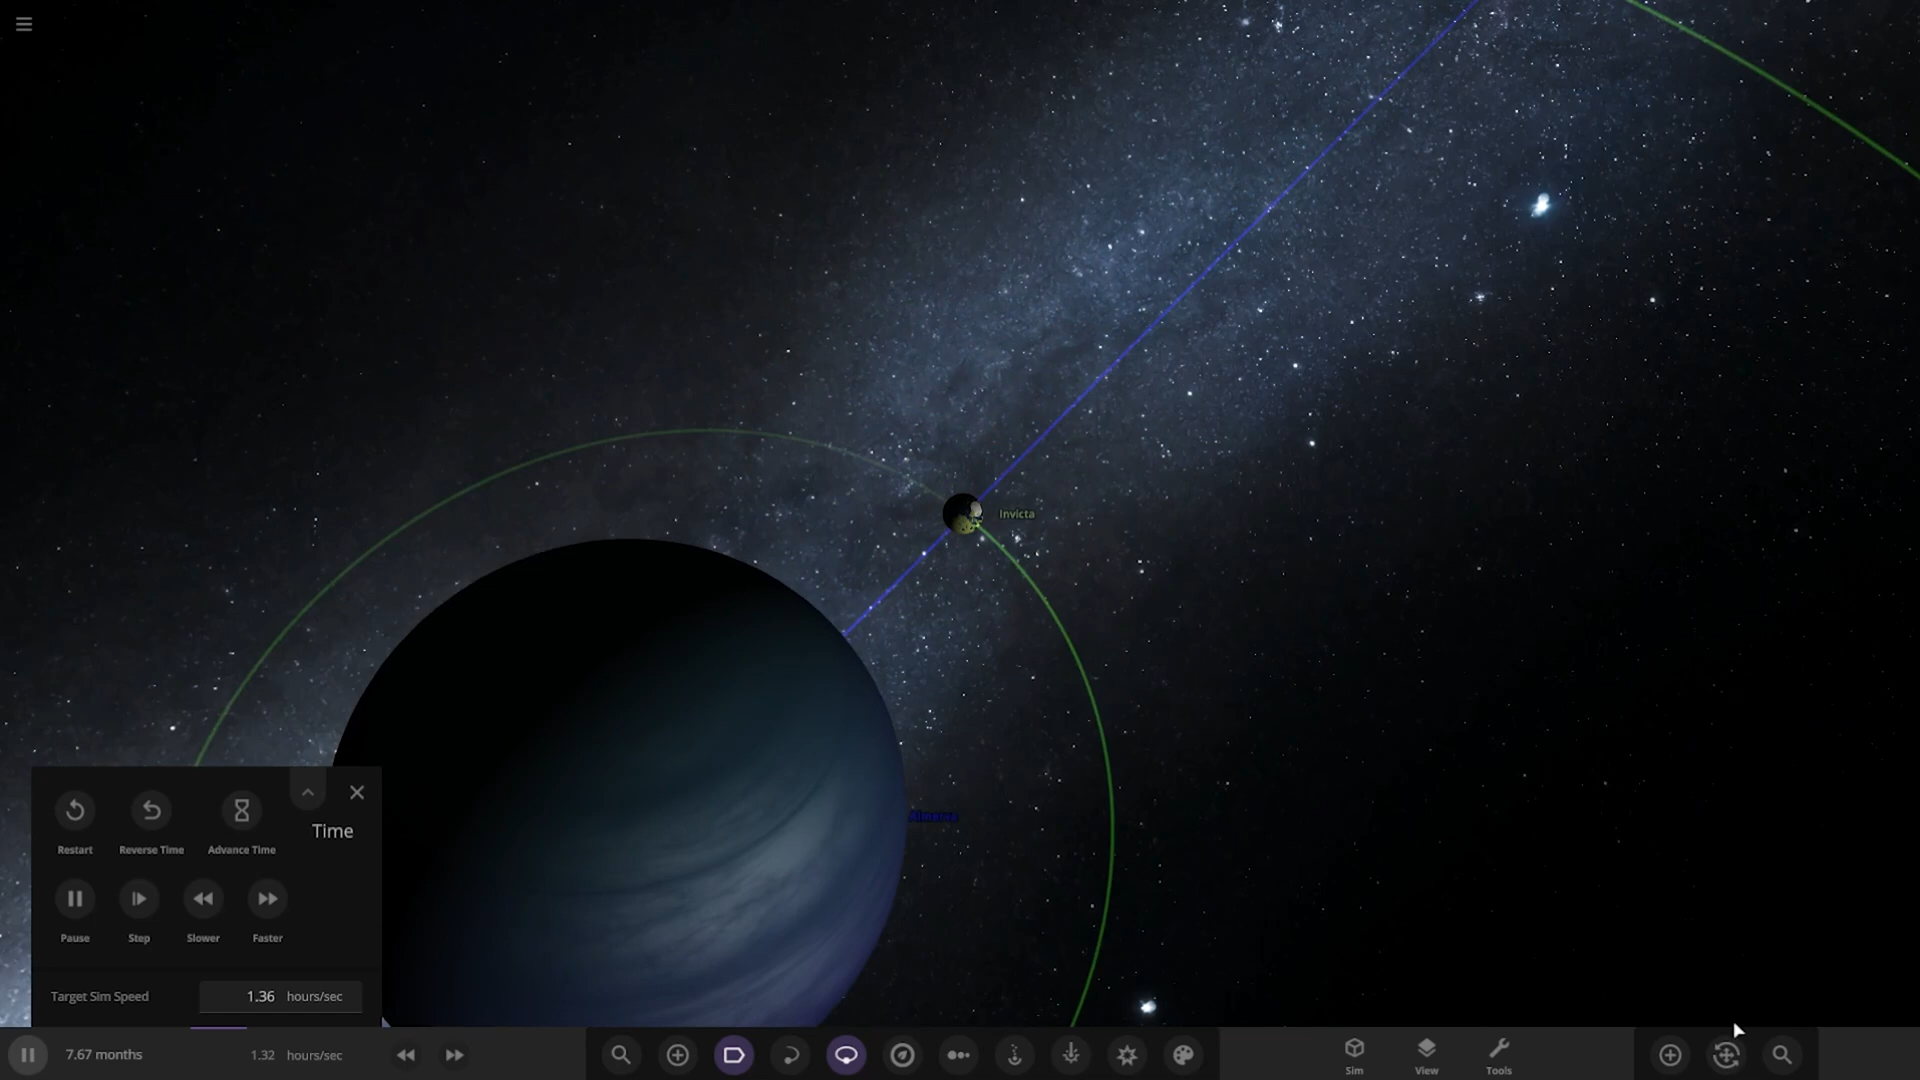 Invicta
Time
Restart
Reverse Time
Advance Time
Pause
Step
Slower
Faster
Target Sim Speed
1.36 hours/sec
7.67 months
1.32 hours/sec
Sim
View
Tools